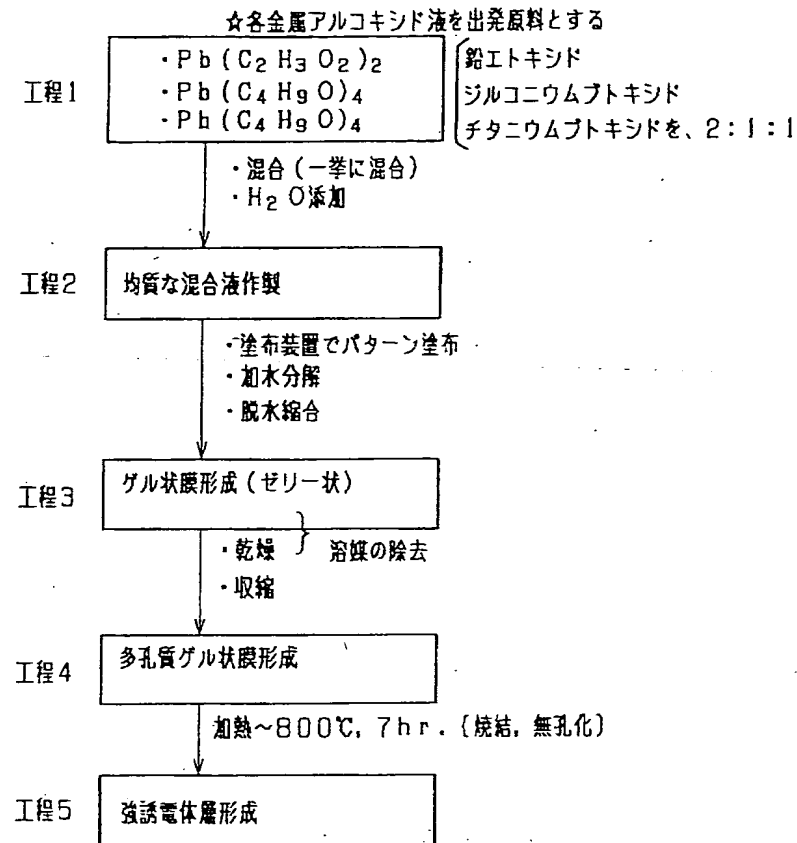 ☆各金属アルコキシド液を出発原料とする
工程1
・Pb(C2H3O2)2
・Pb(C4H9O)4
・Pb(C4H9O)4
鉛エトキシド
ジルコニウムブトキシド
チタニウムブトキシドを、2:1:1
・混合(一挙に混合)
・H2O添加
工程2
均質な混合液作製
・塗布装置でパターン塗布
・加水分解
・脱水縮合
工程3
ゲル状膜形成(ゼリー状)
・乾燥
・収縮
溶媒の除去
工程4
多孔質ゲル状膜形成
加熱~800℃, 7hr.{焼結, 無孔化}
工程5
強誘電体層形成